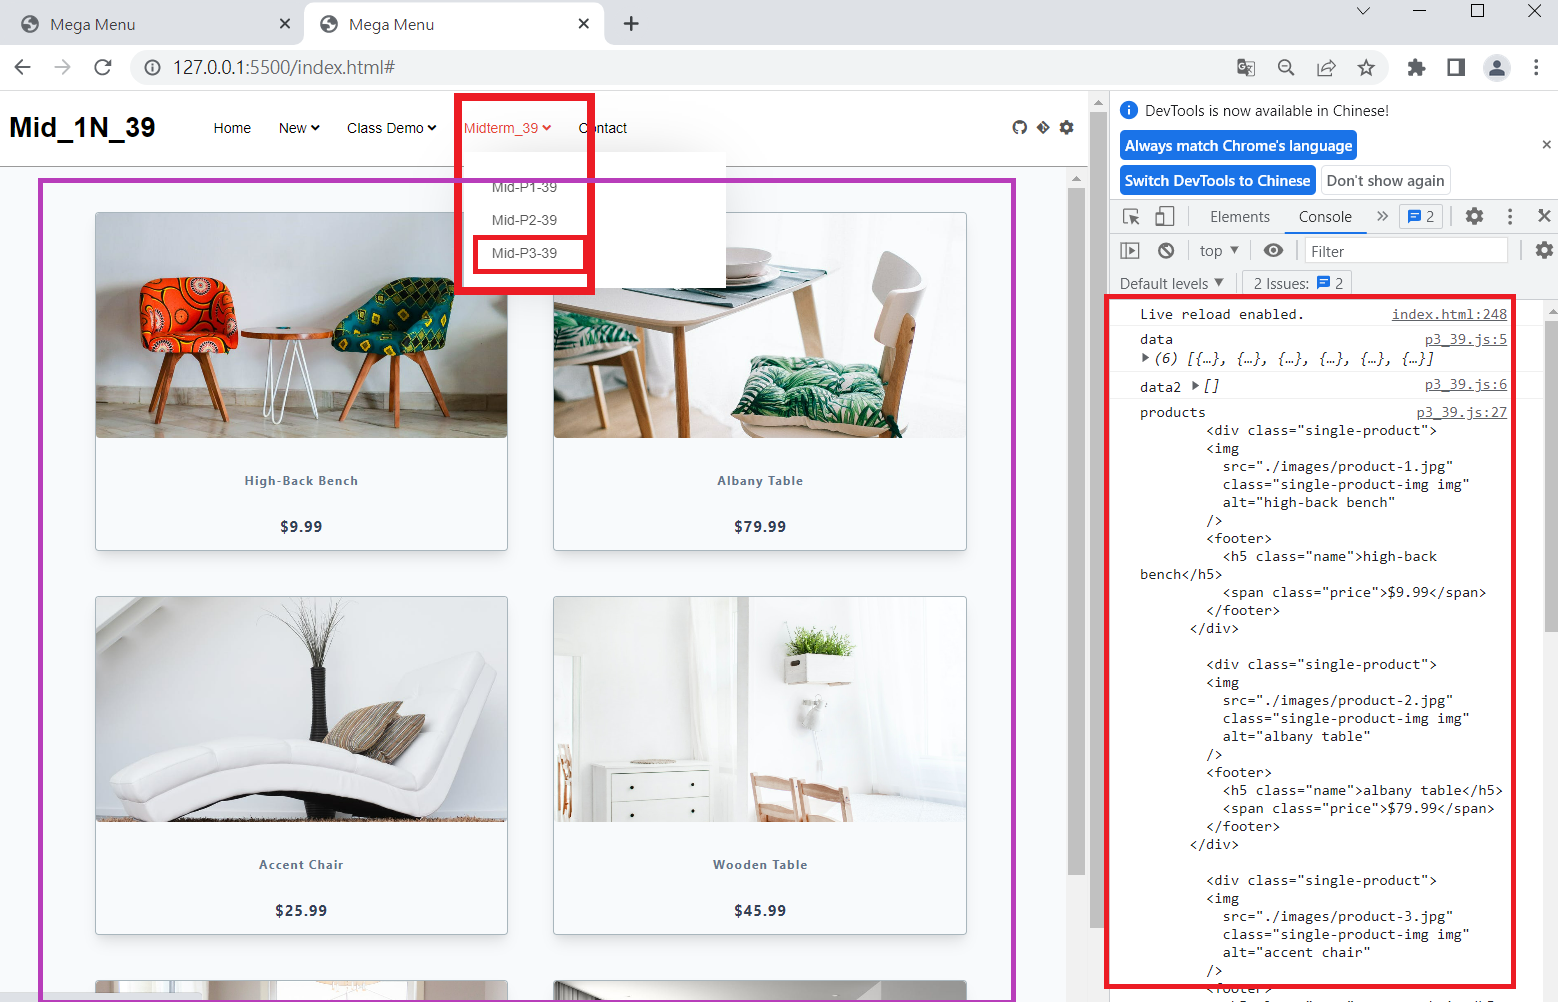 Mega Menu
Mega Menu
127.0.0.1:5500/index.html#
Mid_1N_39
Home
New
Class Demo
Midterm_39
Contact
Mid-P1-39
Mid-P2-39
Mid-P3-39
High-Back Bench
$9.99
Albany Table
$79.99
Accent Chair
$25.99
Wooden Table
$45.99
DevTools is now available in Chinese!
Always match Chrome's language
Switch DevTools to Chinese
Don't show again
Elements
Console
2
top
Filter
Default levels
2 Issues:
2
Live reload enabled. index.html:248
data p3_39.js:5
(6) [{…}, {…}, {…}, {…}, {…}, {…}]
data2 [] p3_39.js:6
products p3_39.js:27
<div class="single-product">
<img
src="./images/product-1.jpg"
class="single-product-img img"
alt="high-back bench"
/>
<footer>
<h5 class="name">high-back
bench</h5>
<span class="price">$9.99</span>
</footer>
</div>
<div class="single-product">
<img
src="./images/product-2.jpg"
class="single-product-img img"
alt="albany table"
/>
<footer>
<h5 class="name">albany table</h5>
<span class="price">$79.99</span>
</footer>
</div>
<div class="single-product">
<img
src="./images/product-3.jpg"
class="single-product-img img"
alt="accent chair"
/>
<footer>